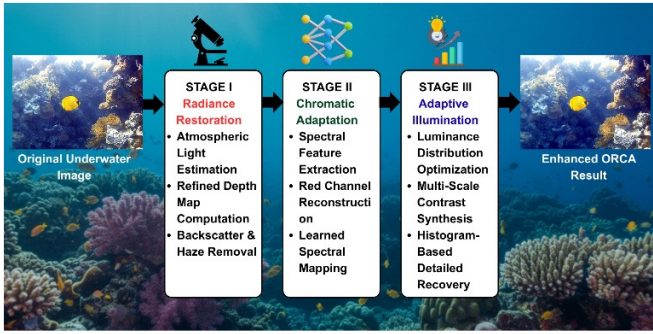 Original Underwater
Image
STAGE I
Radiance
Restoration
• Atmospheric
Light
Estimation
• Refined Depth
Map
Computation
• Backscatter &
Haze Removal
STAGE II
Chromatic
Adaptation
• Spectral
Feature
Extraction
• Red Channel
Reconstructi
on
• Learned
Spectral
Mapping
STAGE III
Adaptive
Illumination
• Luminance
Distribution
Optimization
• Multi-Scale
Contrast
Synthesis
• Histogram-
Based
Detailed
Recovery
Enhanced ORCA
Result